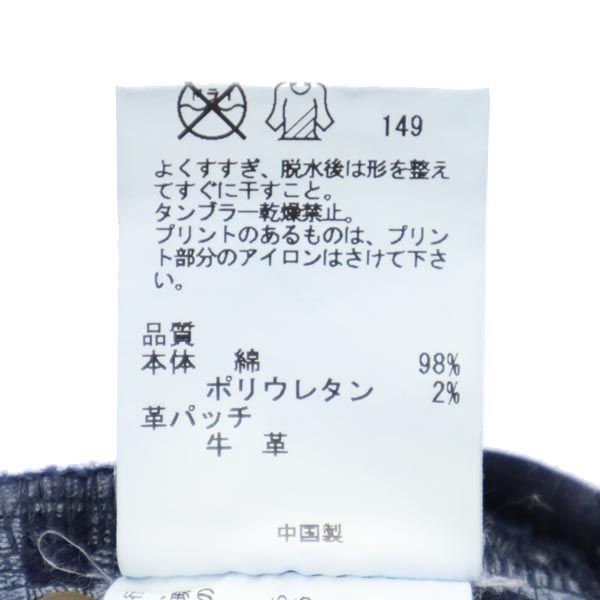 ドライ
149
よくすすぎ、脱水後は形を整え
てすぐに干すこと。
タンブラー乾燥禁止。
プリントのあるものは、プリン
ト部分のアイロンはさけて下さ
い。
品質
本体 綿 98%
ポリウレタン 2%
革パッチ
牛 革
中国製